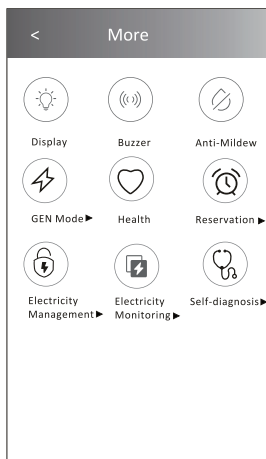 < More
Display Buzzer Anti-Mildew
GEN Mode▶ Health Reservation▶
Electricity Electricity Self-diagnosis▶
Management▶ Monitoring▶